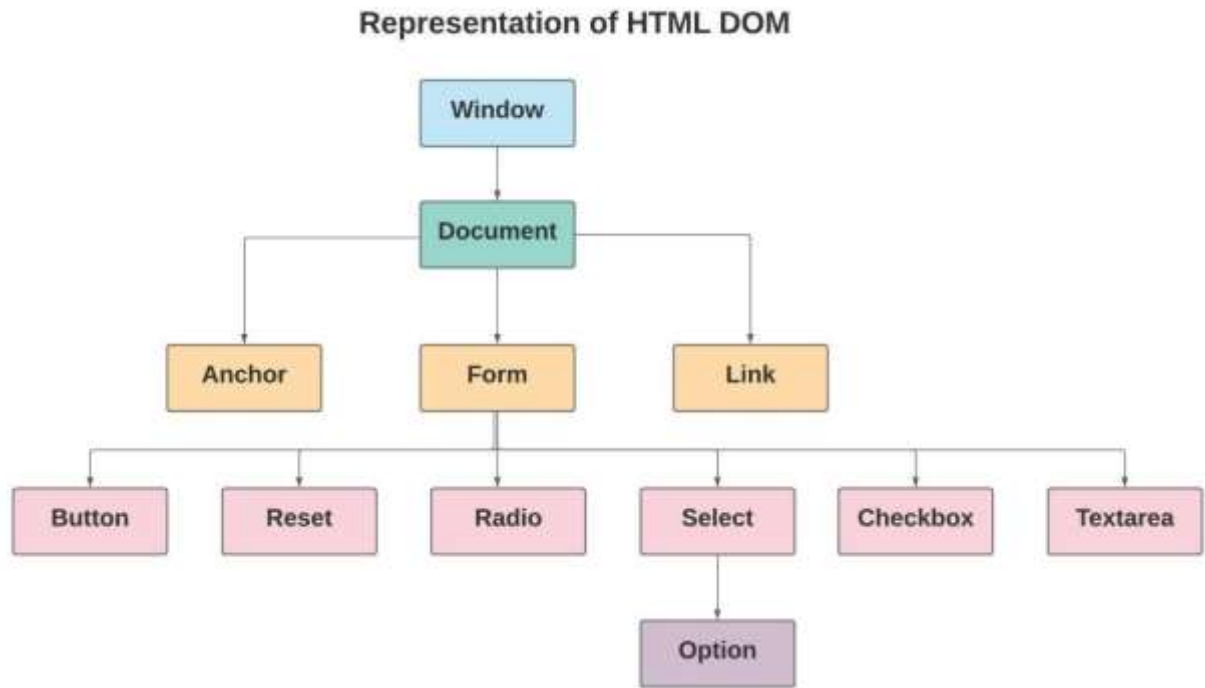 Representation of HTML DOM
Window
Document
Anchor
Form
Link
Button
Reset
Radio
Select
Checkbox
Textarea
Option